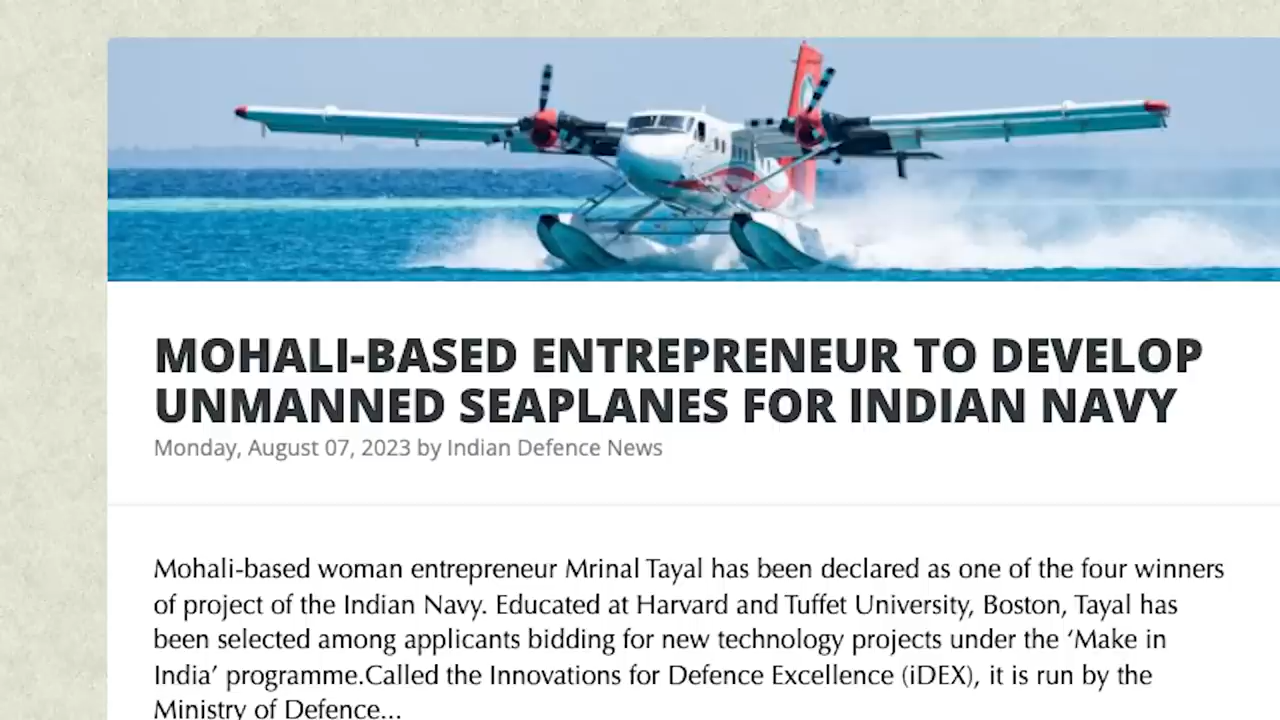 MOHALI-BASED ENTREPRENEUR TO DEVELOP
UNMANNED SEAPLANES FOR INDIAN NAVY
Monday, August 07, 2023 by Indian Defence News
Mohali-based woman entrepreneur Mrinal Tayal has been declared as one of the four winners
of project of the Indian Navy. Educated at Harvard and Tuffet University, Boston, Tayal has
been selected among applicants bidding for new technology projects under the ‘Make in
India’ programme.Called the Innovations for Defence Excellence (iDEX), it is run by the
Ministry of Defence...